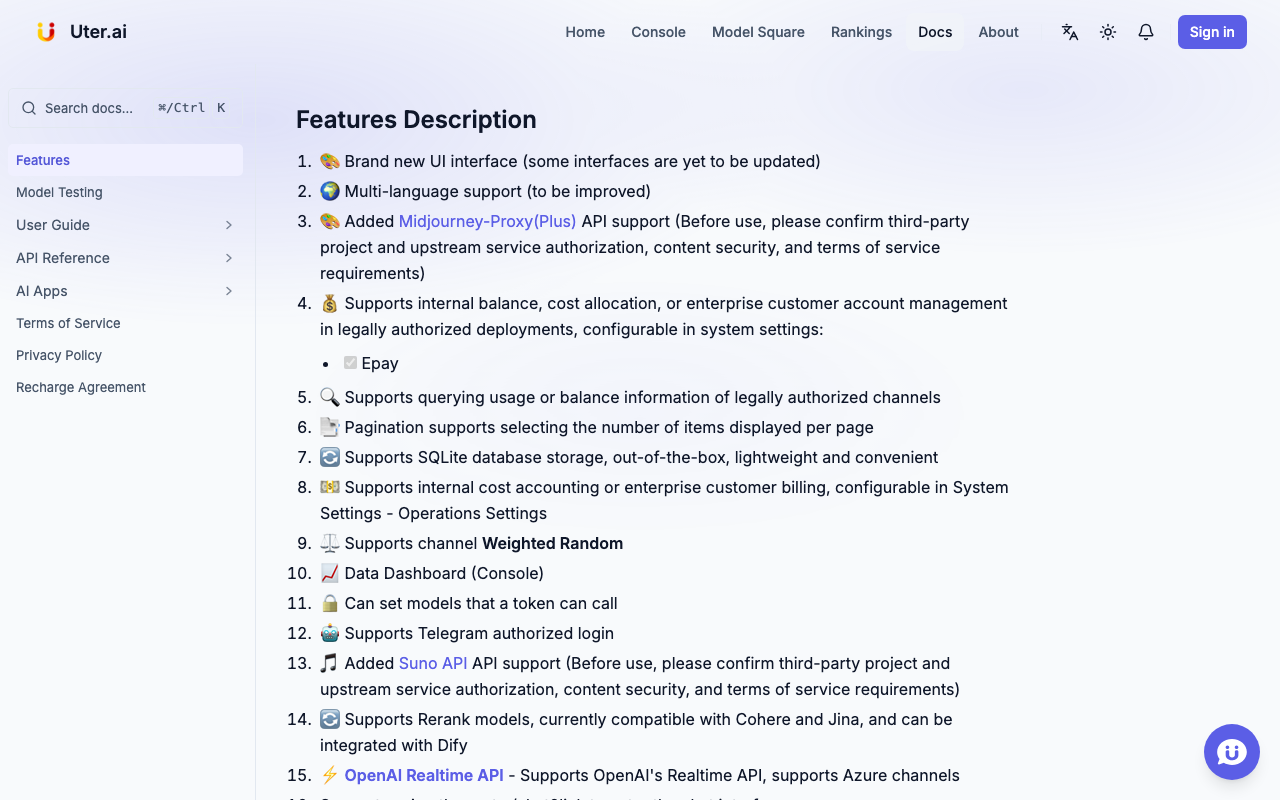 Uter.ai
Home Console Model Square Rankings Docs About Sign in
Search docs... ⌘/Ctrl K
Features
Model Testing
User Guide
API Reference
AI Apps
Terms of Service
Privacy Policy
Recharge Agreement
Features Description
1. 🎨 Brand new UI interface (some interfaces are yet to be updated)
2. 🌍 Multi-language support (to be improved)
3. 🎨 Added Midjourney-Proxy(Plus) API support (Before use, please confirm third-party
project and upstream service authorization, content security, and terms of service
requirements)
4. 💰 Supports internal balance, cost allocation, or enterprise customer account management
in legally authorized deployments, configurable in system settings:
• Epay
5. 🔍 Supports querying usage or balance information of legally authorized channels
6. 📑 Pagination supports selecting the number of items displayed per page
7. 🔄 Supports SQLite database storage, out-of-the-box, lightweight and convenient
8. 💵 Supports internal cost accounting or enterprise customer billing, configurable in System
Settings - Operations Settings
9. ⚖️ Supports channel Weighted Random
10. 📈 Data Dashboard (Console)
11. 🔒 Can set models that a token can call
12. 🤖 Supports Telegram authorized login
13. 🎵 Added Suno API API support (Before use, please confirm third-party project and
upstream service authorization, content security, and terms of service requirements)
14. 🔄 Supports Rerank models, currently compatible with Cohere and Jina, and can be
integrated with Dify
15. ⚡ OpenAI Realtime API - Supports OpenAI's Realtime API, supports Azure channels